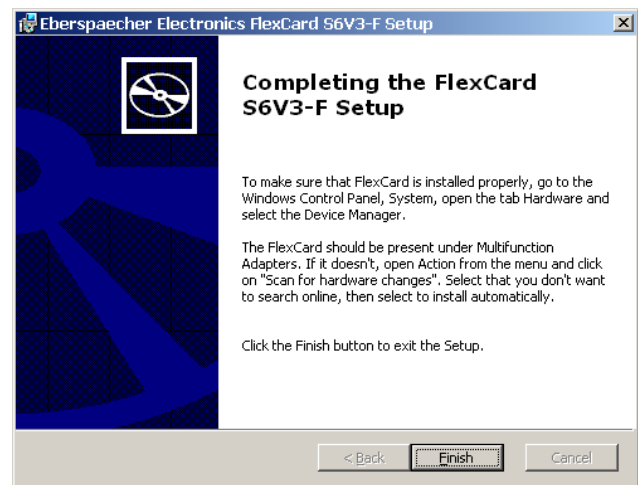 Eberspaecher Electronics FlexCard S6V3-F Setup
Completing the FlexCard
S6V3-F Setup
To make sure that FlexCard is installed properly, go to the
Windows Control Panel, System, open the tab Hardware and
select the Device Manager.
The FlexCard should be present under Multifunction
Adapters. If it doesn't, open Action from the menu and click
on "Scan for hardware changes". Select that you don't want
to search online, then select to install automatically.
Click the Finish button to exit the Setup.
< Back Finish Cancel